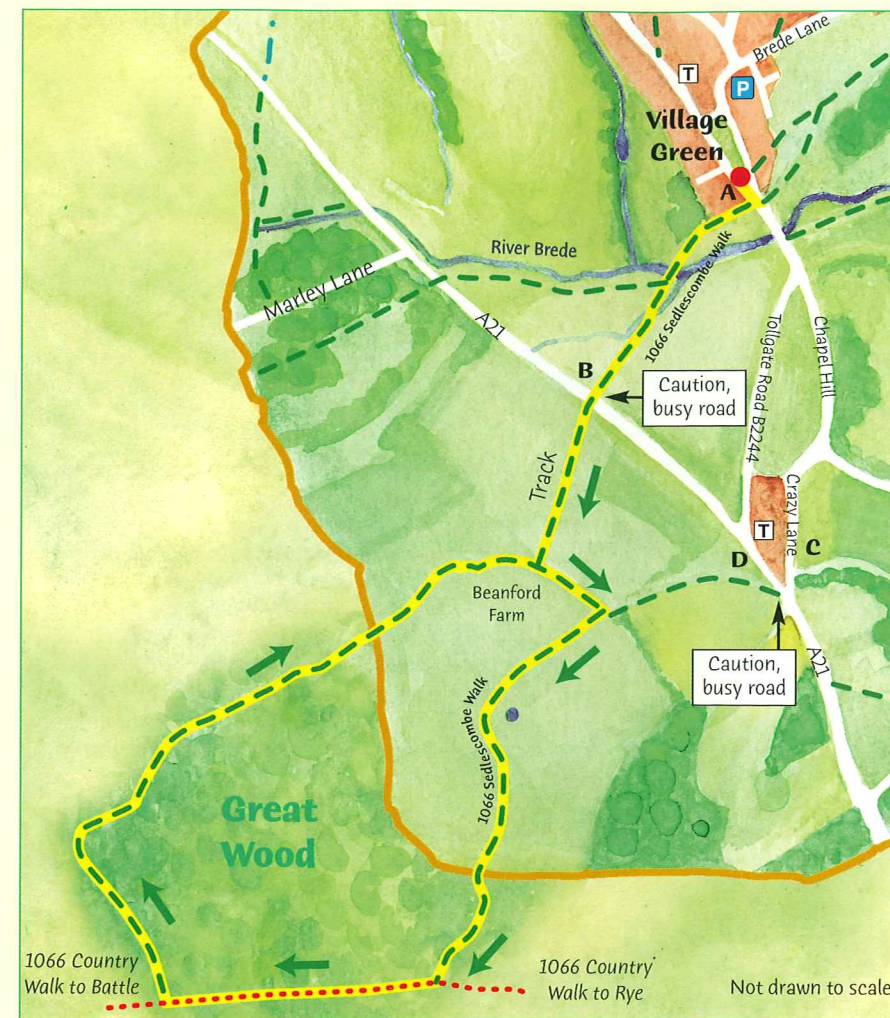 Brede Lane
T
P
Village
Green
A
River Brede
1066 Sedlescombe Walk
Marley Lane
A21
B
Caution,
busy road
Tollgate Road B2244
Chapel Hill
Track
Crazy Lane
T
C
D
Beanford
Farm
Caution,
busy road
A21
1066 Sedlescombe Walk
Great
Wood
1066 Country
Walk to Battle
1066 Country
Walk to Rye
Not drawn to scale